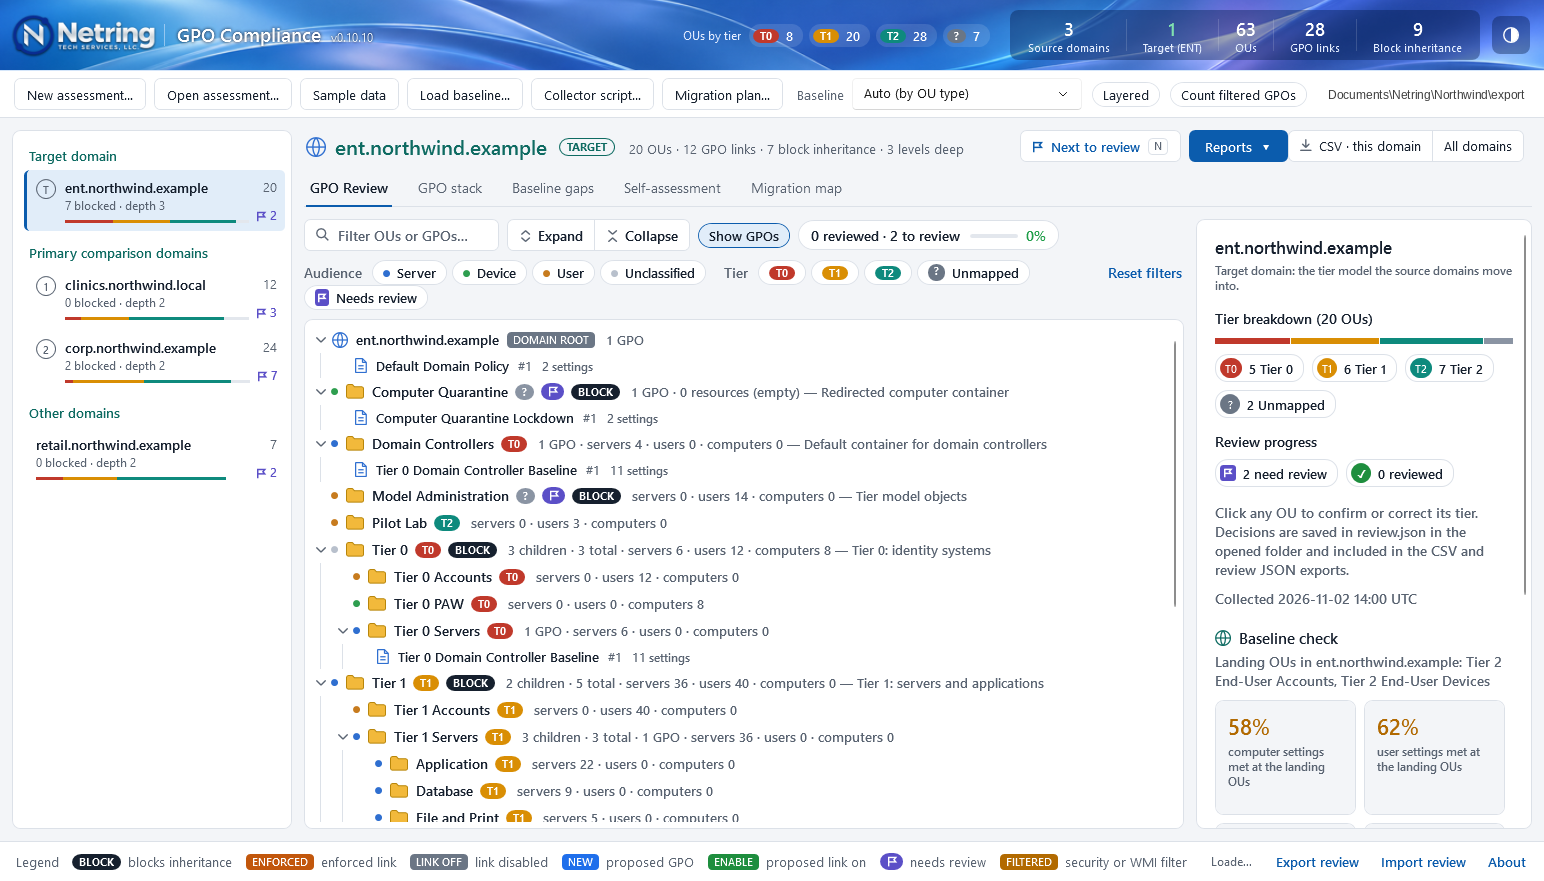 Netring
TECH SERVICES, LLC.
GPO Compliance v0.10.10
OUs by tier T0 8 T1 20 T2 28 ? 7
3 Source domains
1 Target (ENT)
63 OUs
28 GPO links
9 Block inheritance
New assessment... Open assessment... Sample data Load baseline... Collector script... Migration plan... Baseline Auto (by OU type) Layered Count filtered GPOs Documents\Netring\Northwind\export
Target domain
T ent.northwind.example 20
7 blocked · depth 3
2
Primary comparison domains
1 clinics.northwind.local 12
0 blocked · depth 2
3
2 corp.northwind.example 24
2 blocked · depth 2
7
Other domains
retail.northwind.example 7
0 blocked · depth 2
2
ent.northwind.example TARGET 20 OUs · 12 GPO links · 7 block inheritance · 3 levels deep
Next to review N Reports ▾ CSV · this domain All domains
GPO Review GPO stack Baseline gaps Self-assessment Migration map
Filter OUs or GPOs... Expand Collapse Show GPOs 0 reviewed · 2 to review 0%
Audience Server Device User Unclassified Tier T0 T1 T2 ? Unmapped Reset filters
Needs review
ent.northwind.example DOMAIN ROOT 1 GPO
Default Domain Policy #1 2 settings
Computer Quarantine ? BLOCK 1 GPO · 0 resources (empty) — Redirected computer container
Computer Quarantine Lockdown #1 2 settings
Domain Controllers T0 1 GPO · servers 4 · users 0 · computers 0 — Default container for domain controllers
Tier 0 Domain Controller Baseline #1 11 settings
Model Administration ? BLOCK servers 0 · users 14 · computers 0 — Tier model objects
Pilot Lab T2 servers 0 · users 3 · computers 0
Tier 0 T0 BLOCK 3 children · 3 total · servers 6 · users 12 · computers 8 — Tier 0: identity systems
Tier 0 Accounts T0 servers 0 · users 12 · computers 0
Tier 0 PAW T0 servers 0 · users 0 · computers 8
Tier 0 Servers T0 1 GPO · servers 6 · users 0 · computers 0
Tier 0 Domain Controller Baseline #1 11 settings
Tier 1 T1 BLOCK 2 children · 5 total · servers 36 · users 40 · computers 0 — Tier 1: servers and applications
Tier 1 Accounts T1 servers 0 · users 40 · computers 0
Tier 1 Servers T1 3 children · 3 total · 1 GPO · servers 36 · users 0 · computers 0
Application T1 servers 22 · users 0 · computers 0
Database T1 servers 9 · users 0 · computers 0
File and Print T1 servers 5 · users 0 · computers 0
ent.northwind.example
Target domain: the tier model the source domains move
into.
Tier breakdown (20 OUs)
T0 5 Tier 0 T1 6 Tier 1 T2 7 Tier 2
? 2 Unmapped
Review progress
2 need review ✓ 0 reviewed
Click any OU to confirm or correct its tier.
Decisions are saved in review.json in the
opened folder and included in the CSV and
review JSON exports.
Collected 2026-11-02 14:00 UTC
Baseline check
Landing OUs in ent.northwind.example: Tier 2
End-User Accounts, Tier 2 End-User Devices
58%
computer settings
met at the landing
OUs
62%
user settings met at
the landing OUs
Legend BLOCK blocks inheritance ENFORCED enforced link LINK OFF link disabled NEW proposed GPO ENABLE proposed link on needs review FILTERED security or WMI filter Loade... Export review Import review About